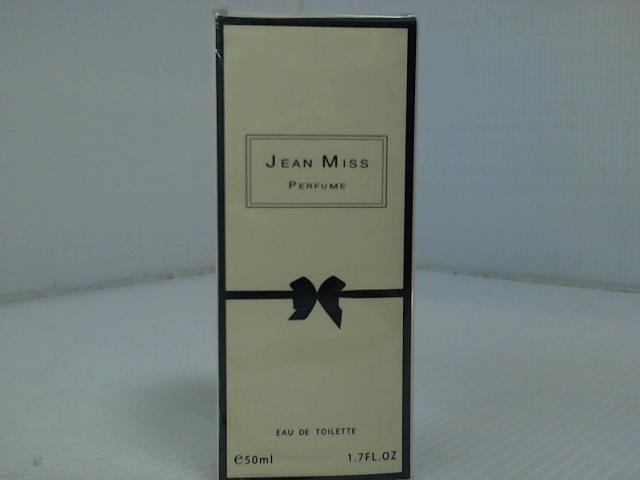 JEAN MISS
PERFUME
EAU DE TOILETTE
℮50ml 1.7FL.OZ